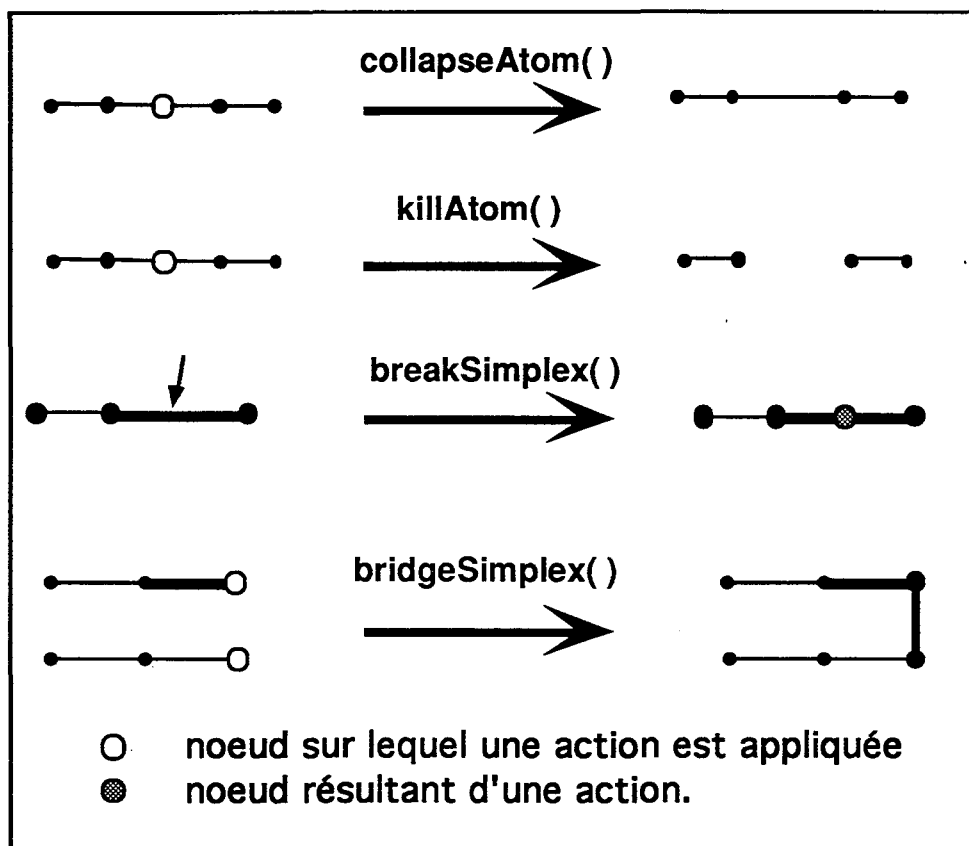 collapseAtom( )
killAtom( )
breakSimplex( )
bridgeSimplex( )
noeud sur lequel une action est appliquée
noeud résultant d'une action.